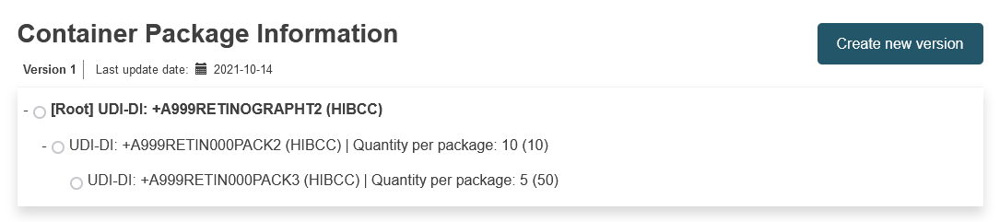 Container Package Information
Create new version
Version 1 Last update date: 2021-10-14
- [Root] UDI-DI: +A999RETINOGRAPHT2 (HIBCC)
- UDI-DI: +A999RETIN000PACK2 (HIBCC) | Quantity per package: 10 (10)
UDI-DI: +A999RETIN000PACK3 (HIBCC) | Quantity per package: 5 (50)